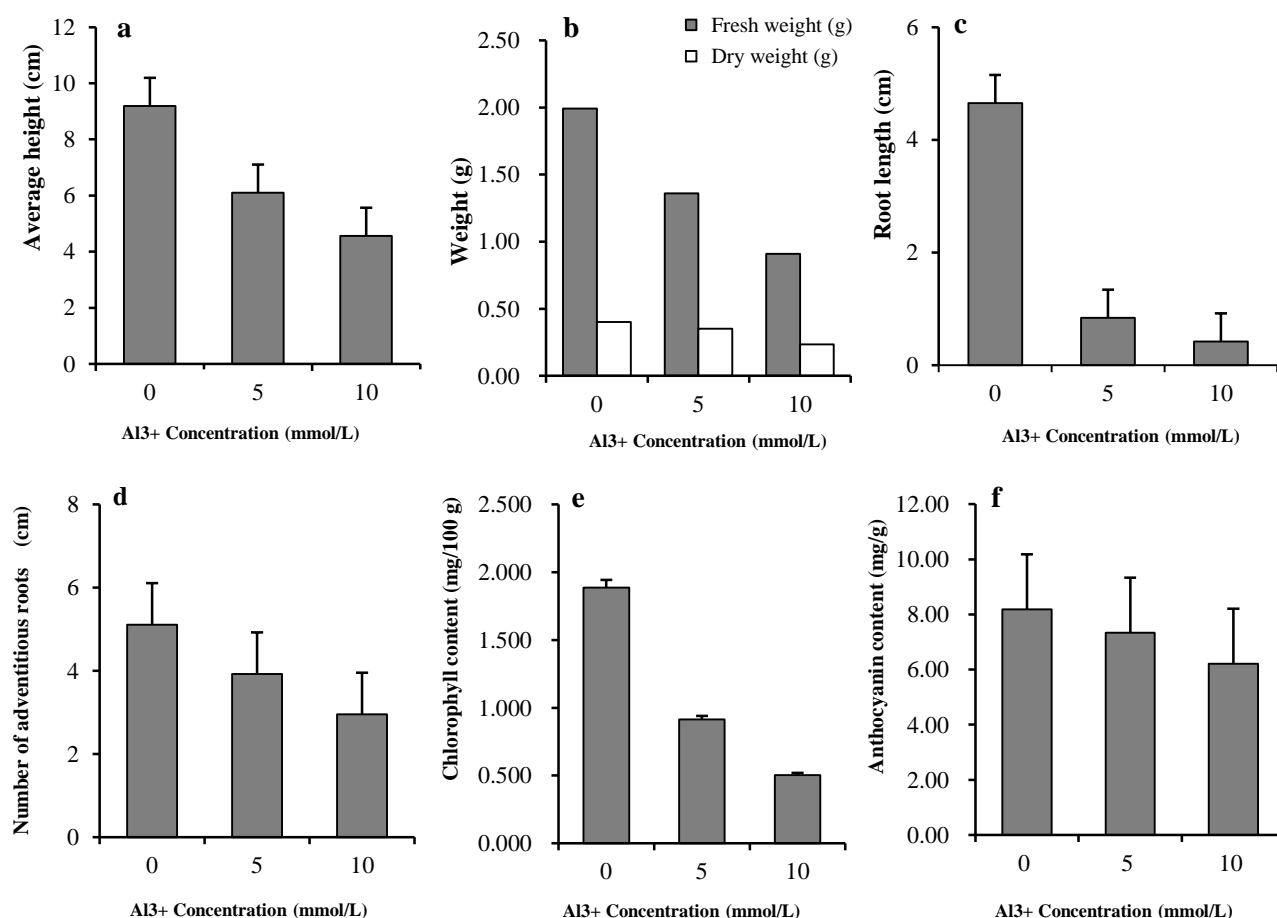 a
Average height (cm)
12
10
8
6
4
2
0
0 5 10
Al3+ Concentration (mmol/L)
b
Fresh weight (g)
Dry weight (g)
Weight (g)
2.50
2.00
1.50
1.00
0.50
0.00
0 5 10
Al3+ Concentration (mmol/L)
c
Root length (cm)
6
4
2
0
0 5 10
Al3+ Concentration (mmol/L)
d
Number of adventitious roots (cm)
8
6
4
2
0
0 5 10
Al3+ Concentration (mmol/L)
e
Chlorophyll content (mg/100 g)
2.500
2.000
1.500
1.000
0.500
0.000
0 5 10
Al3+ Concentration (mmol/L)
f
Anthocyanin content (mg/g)
12.00
10.00
8.00
6.00
4.00
2.00
0.00
0 5 10
Al3+ Concentration (mmol/L)